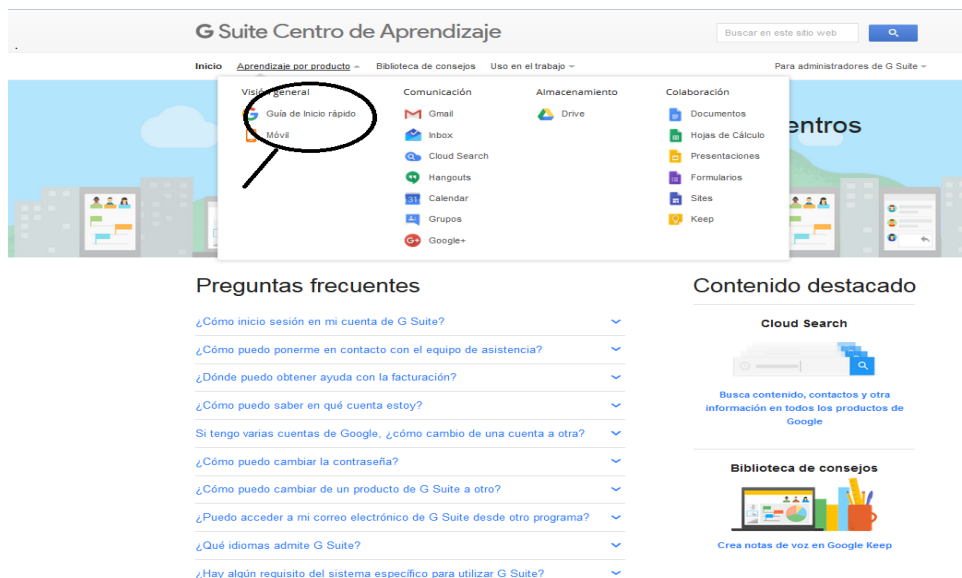 G Suite Centro de Aprendizaje
Buscar en este sitio web
Inicio Aprendizaje por producto Biblioteca de consejos Uso en el trabajo Para administradores de G Suite
Visión general
Guía de Inicio rápido
Móvil
Comunicación
Gmail
Inbox
Cloud Search
Hangouts
31 Calendar
Grupos
G+ Google+
Almacenamiento
Drive
Colaboración
Documentos
Hojas de Cálculo
Presentaciones
Formularios
Sites
Keep
entros
Preguntas frecuentes
¿Cómo inicio sesión en mi cuenta de G Suite?
¿Cómo puedo ponerme en contacto con el equipo de asistencia?
¿Dónde puedo obtener ayuda con la facturación?
¿Cómo puedo saber en qué cuenta estoy?
Si tengo varias cuentas de Google, ¿cómo cambio de una cuenta a otra?
¿Cómo puedo cambiar la contraseña?
¿Cómo puedo cambiar de un producto de G Suite a otro?
¿Puedo acceder a mi correo electrónico de G Suite desde otro programa?
¿Qué idiomas admite G Suite?
¿Hay algún requisito del sistema específico para utilizar G Suite?
Contenido destacado
Cloud Search
Busca contenido, contactos y otra
información en todos los productos de
Google
Biblioteca de consejos
Crea notas de voz en Google Keep